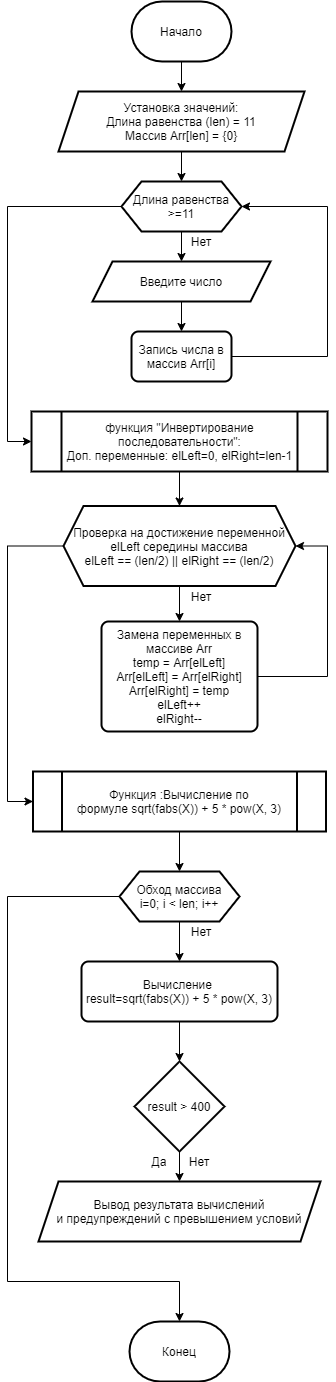 Начало
Установка значений:
Длина равенства (len) = 11
Массив Arr[len] = {0}
Длина равенства
>=11
Нет
Введите число
Запись числа в
массив Arr[i]
функция "Инвертирование
последовательности":
Доп. переменные: elLeft=0, elRight=len-1
Проверка на достижение переменной
elLeft середины массива
elLeft == (len/2) || elRight == (len/2)
Нет
Замена переменных в
массиве Arr
temp = Arr[elLeft]
Arr[elLeft] = Arr[elRight]
Arr[elRight] = temp
elLeft++
elRight--
Функция :Вычисление по
формуле sqrt(fabs(X)) + 5 * pow(X, 3)
Обход массива
i=0; i < len; i++
Нет
Вычисление
result=sqrt(fabs(X)) + 5 * pow(X, 3)
result > 400
Да Нет
Вывод результата вычислений
и предупреждений с превышением условий
Конец